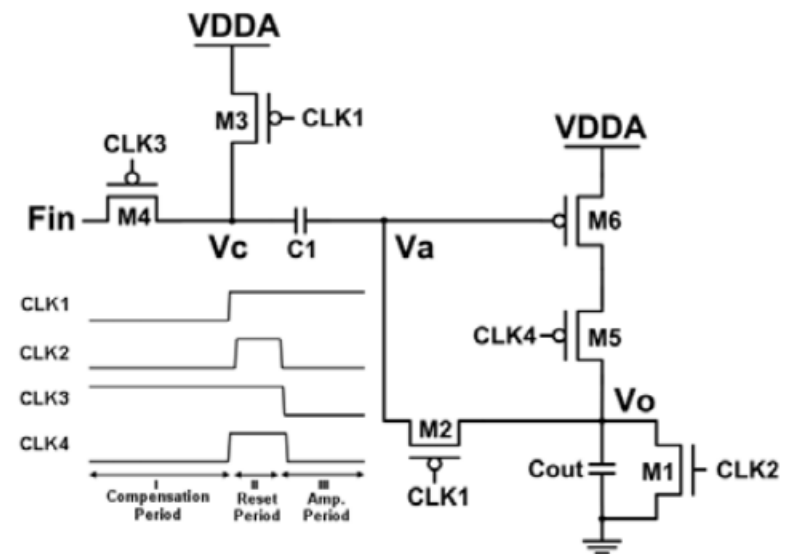 VDDA
M3
CLK1
CLK3
M4
Fin
Vc
C1
Va
VDDA
M6
CLK4
M5
Vo
M2
CLK1
Cout
M1
CLK2
CLK1
CLK2
CLK3
CLK4
I
Compensation
Period
II
Reset
Period
III
Amp.
Period